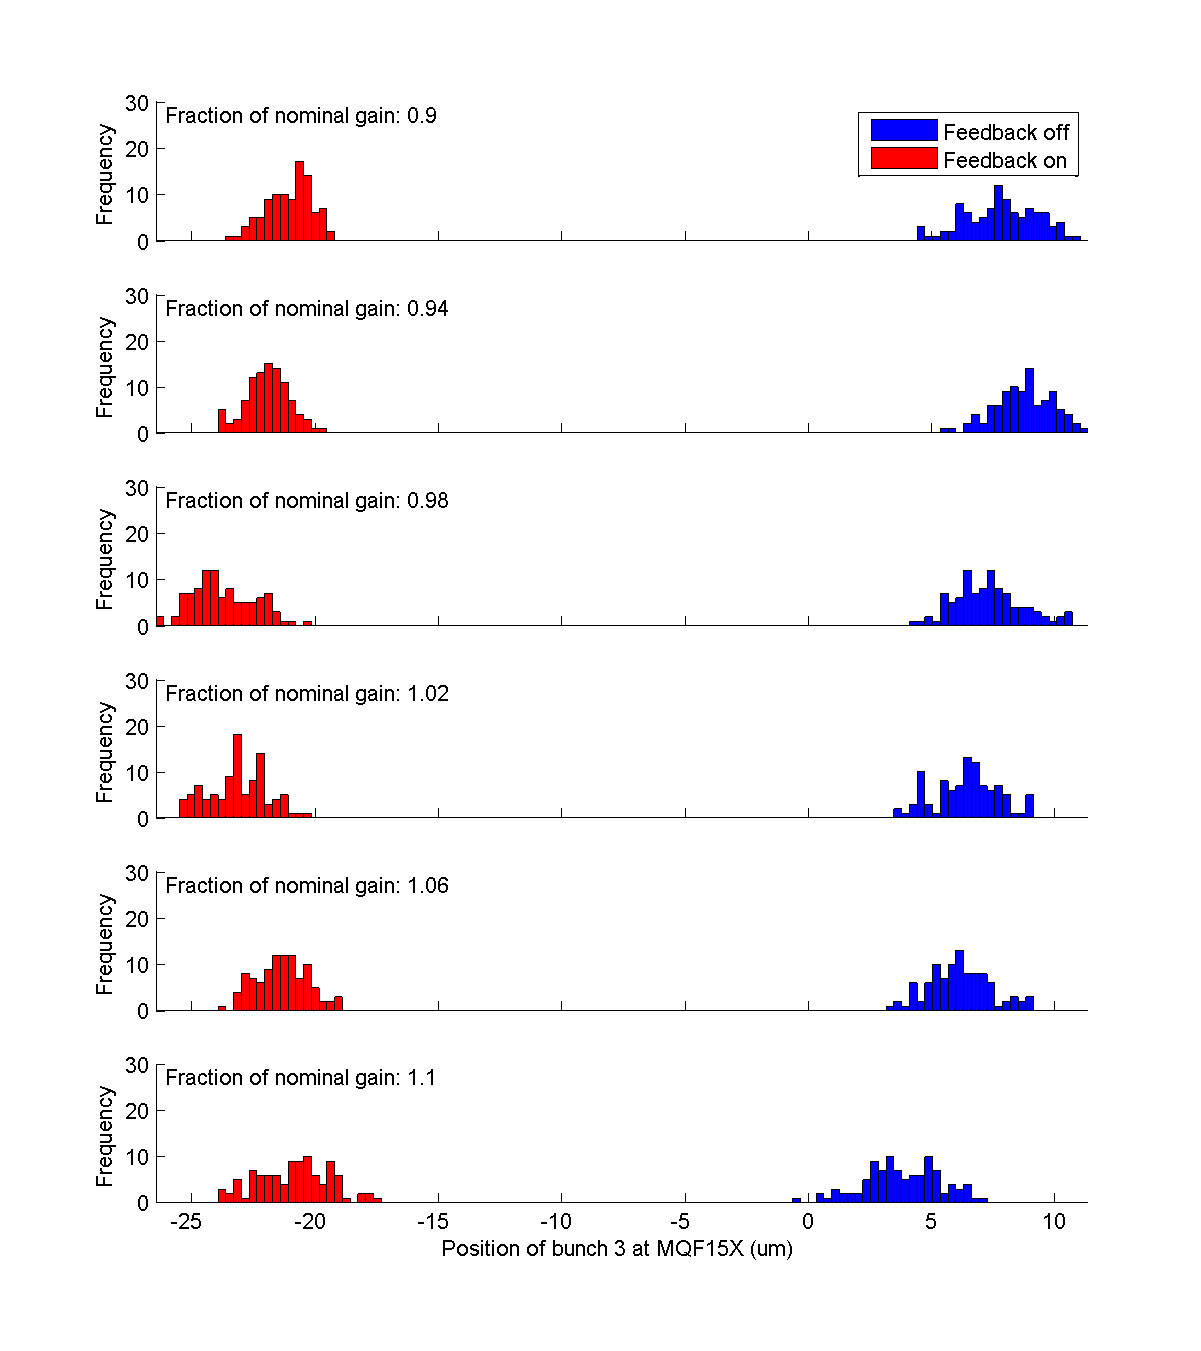 30
Fraction of nominal gain: 0.9
Feedback off
Feedback on
20
10
0
Frequency
30
Fraction of nominal gain: 0.94
20
10
0
Frequency
30
Fraction of nominal gain: 0.98
20
10
0
Frequency
30
Fraction of nominal gain: 1.02
20
10
0
Frequency
30
Fraction of nominal gain: 1.06
20
10
0
Frequency
30
Fraction of nominal gain: 1.1
20
10
0
Frequency
-25 -20 -15 -10 -5 0 5 10
Position of bunch 3 at MQF15X (um)